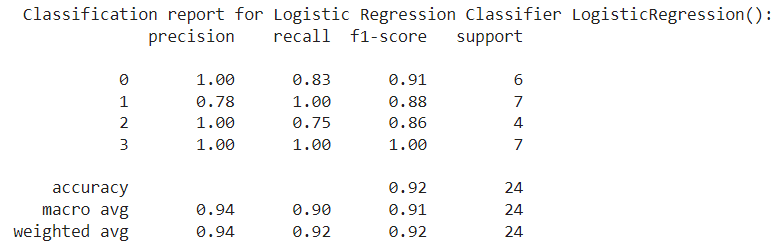 Classification report for Logistic Regression Classifier LogisticRegression():
precision recall f1-score support
0 1.00 0.83 0.91 6
1 0.78 1.00 0.88 7
2 1.00 0.75 0.86 4
3 1.00 1.00 1.00 7
accuracy 0.92 24
macro avg 0.94 0.90 0.91 24
weighted avg 0.94 0.92 0.92 24